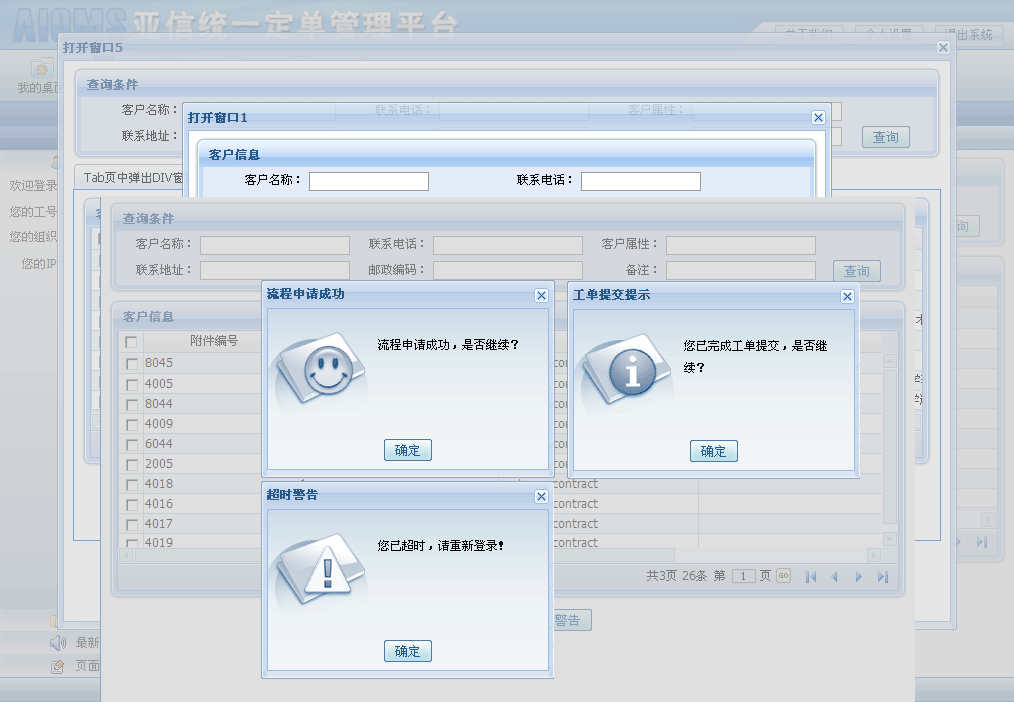 AIOMS 亚信统一定单管理平台
关于我们 个人设置 退出系统
打开窗口5
我的桌面
查询条件
客户名称： 联系电话： 客户属性：
联系地址：
查询
打开窗口1
客户信息
客户名称： 联系电话：
Tab页中弹出DIV窗
欢迎登录
您的工号
您的组织
您的IP
询
查询条件
客户名称： 联系电话： 客户属性：
联系地址： 邮政编码： 备注：
查询
客户信息
附件编号
8045
4005
8044
4009
6044
2005
4018 contract
4016 contract
4017 contract
4019 contract
共3页 26条 第 1 页 GO
流程申请成功
流程申请成功，是否继续？
确定
工单提交提示
您已完成工单提交，是否继
续？
确定
超时警告
您已超时，请重新登录！
确定
警告
最新
页面